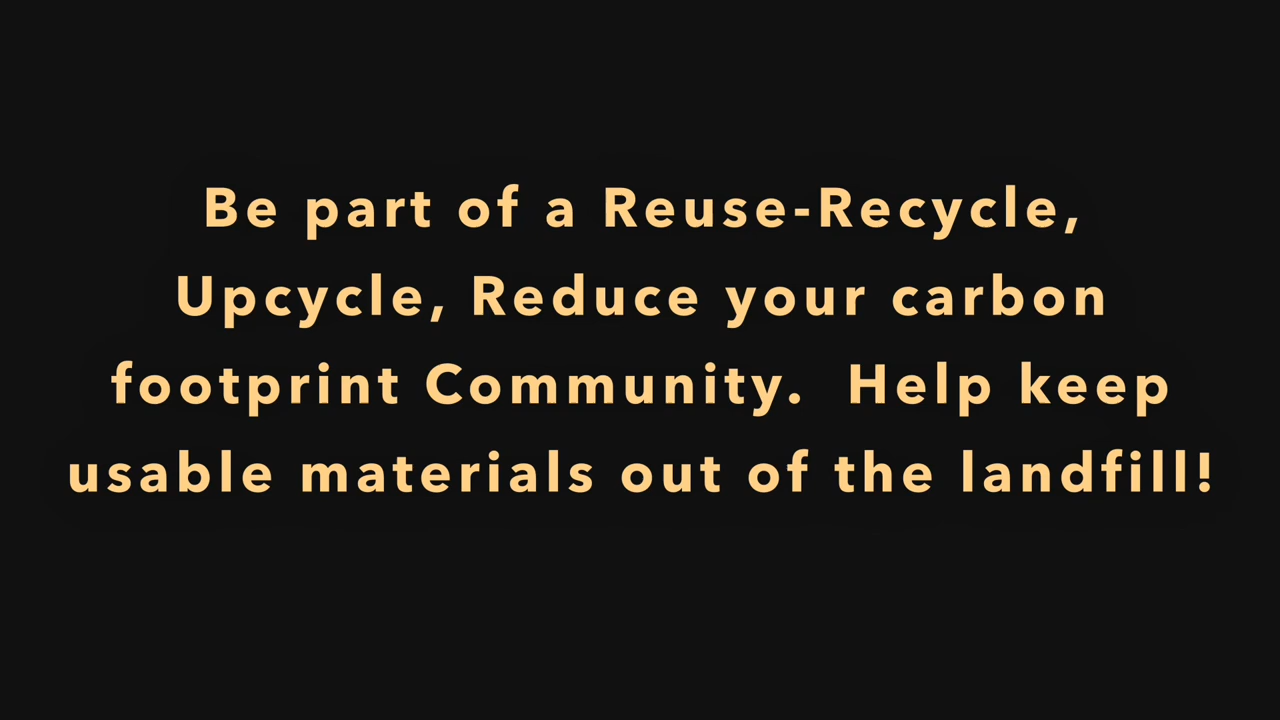 Be part of a Reuse-Recycle,
Upcycle, Reduce your carbon
footprint Community.  Help keep
usable materials out of the landfill!